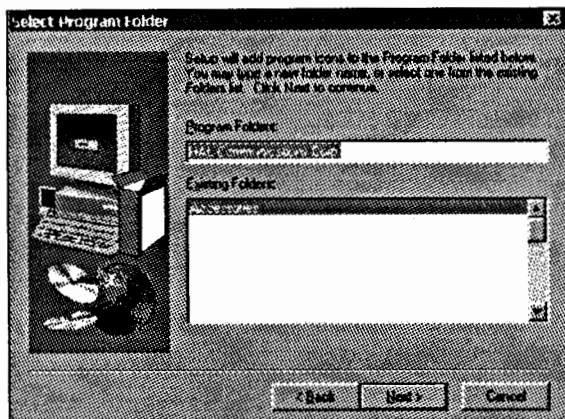 Select Program Folder
Setup will add program icons to the Program Folder listed below.
You may type a new folder name, or select one from the existing
Folders list. Click Next to continue.
Program Folders:
Existing Folders:
Accessories
< Back
Next >
Cancel